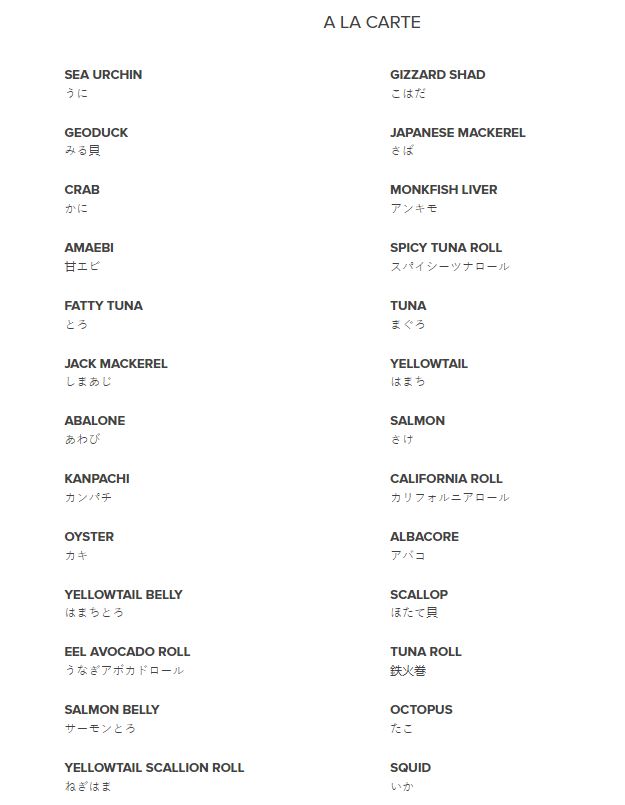 A LA CARTE
SEA URCHIN
うに
GEODUCK
みる貝
CRAB
かに
AMAEBI
甘エビ
FATTY TUNA
とろ
JACK MACKEREL
しまあじ
ABALONE
あわび
KANPACHI
カンパチ
OYSTER
カキ
YELLOWTAIL BELLY
はまちとろ
EEL AVOCADO ROLL
うなぎアボカドロール
SALMON BELLY
サーモンとろ
YELLOWTAIL SCALLION ROLL
ねぎはま
GIZZARD SHAD
こはだ
JAPANESE MACKEREL
さば
MONKFISH LIVER
アンキモ
SPICY TUNA ROLL
スパイシーツナロール
TUNA
まぐろ
YELLOWTAIL
はまち
SALMON
さけ
CALIFORNIA ROLL
カリフォルニアロール
ALBACORE
アバコ
SCALLOP
ほたて貝
TUNA ROLL
鉄火巻
OCTOPUS
たこ
SQUID
いか